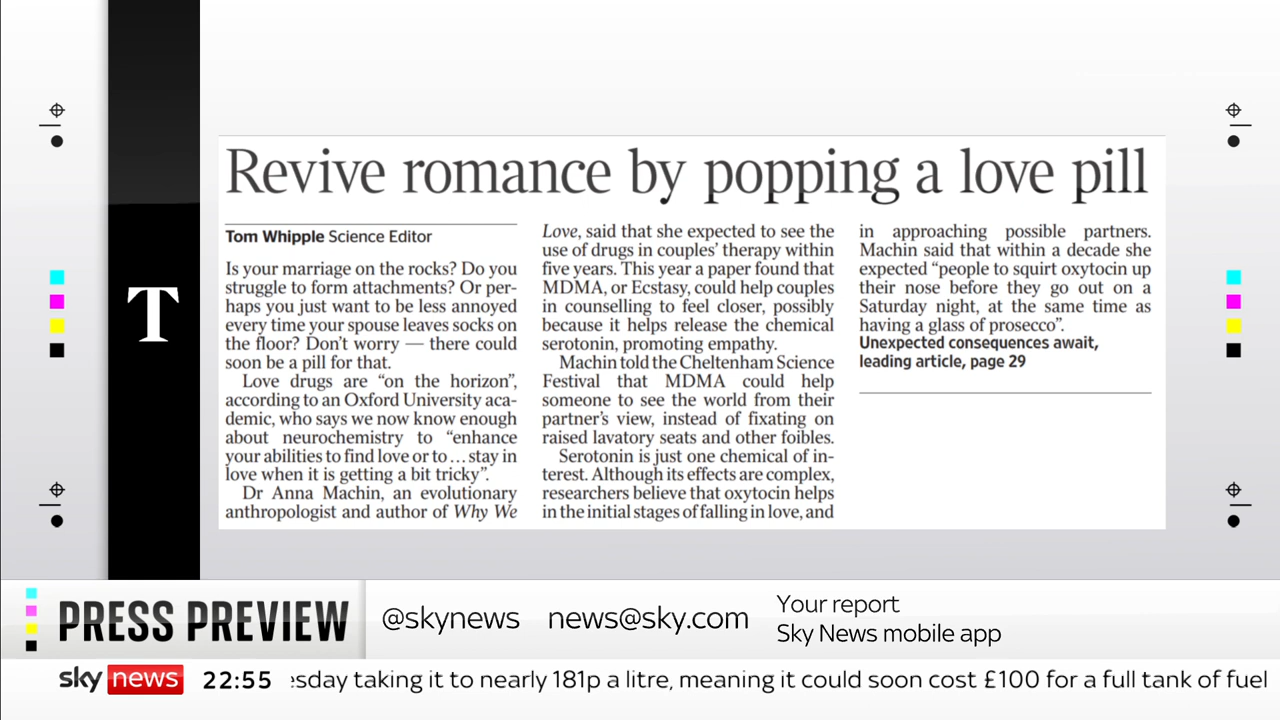 T
Revive romance by popping a love pill
Tom Whipple Science Editor
Is your marriage on the rocks? Do you
struggle to form attachments? Or per-
haps you just want to be less annoyed
every time your spouse leaves socks on
the floor? Don't worry — there could
soon be a pill for that.
Love drugs are “on the horizon”,
according to an Oxford University aca-
demic, who says we now know enough
about neurochemistry to “enhance
your abilities to find love or to ... stay in
love when it is getting a bit tricky”.
Dr Anna Machin, an evolutionary
anthropologist and author of Why We
Love, said that she expected to see the
use of drugs in couples’ therapy within
five years. This year a paper found that
MDMA, or Ecstasy, could help couples
in counselling to feel closer, possibly
because it helps release the chemical
serotonin, promoting empathy.
Machin told the Cheltenham Science
Festival that MDMA could help
someone to see the world from their
partner’s view, instead of fixating on
raised lavatory seats and other foibles.
Serotonin is just one chemical of in-
terest. Although its effects are complex,
researchers believe that oxytocin helps
in the initial stages of falling in love, and
in approaching possible partners.
Machin said that within a decade she
expected “people to squirt oxytocin up
their nose before they go out on a
Saturday night, at the same time as
having a glass of prosecco”.
Unexpected consequences await,
leading article, page 29
PRESS PREVIEW
@skynews news@sky.com
Your report
Sky News mobile app
sky news 22:55 sday taking it to nearly 181p a litre, meaning it could soon cost £100 for a full tank of fuel